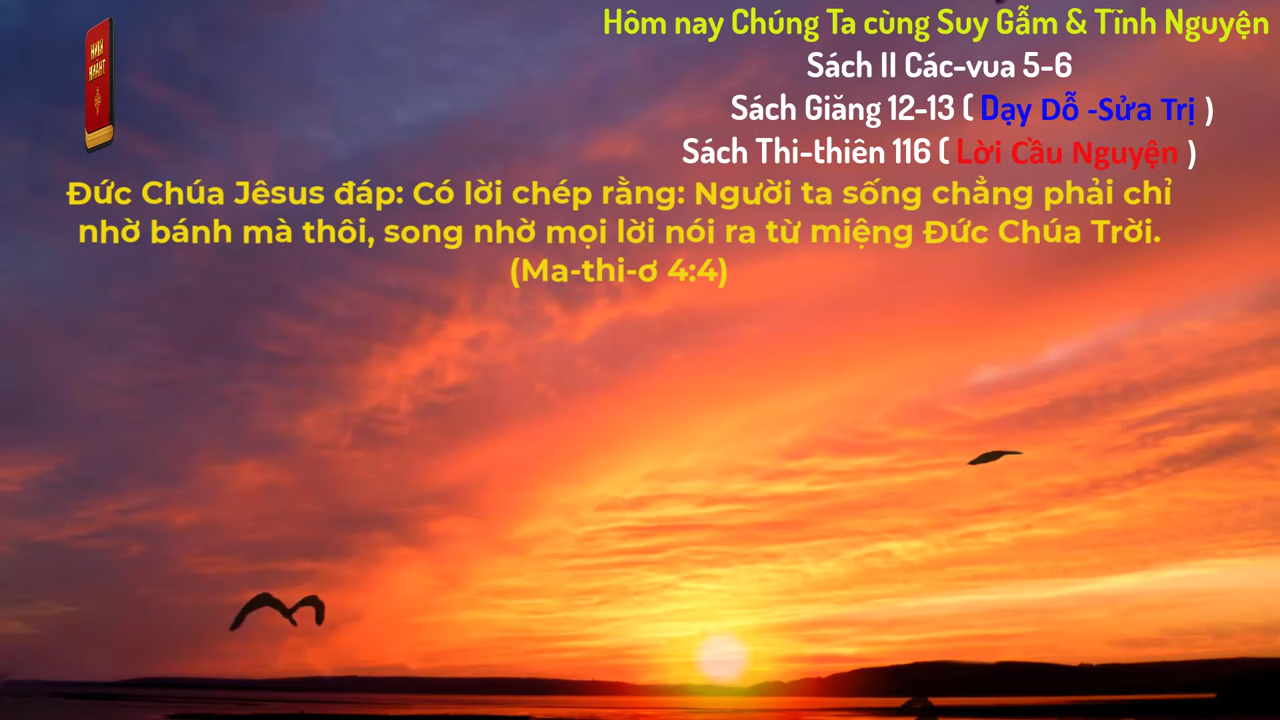 Hôm nay Chúng Ta cùng Suy Gẫm & Tĩnh Nguyện
Sách II Các-vua 5-6
Sách Giăng 12-13 ( Dạy Dỗ -Sửa Trị )
Sách Thi-thiên 116 ( Lời Cầu Nguyện )
Đức Chúa Jêsus đáp: Có lời chép rằng: Người ta sống chẳng phải chỉ
nhờ bánh mà thôi, song nhờ mọi lời nói ra từ miệng Đức Chúa Trời.
(Ma-thi-ơ 4:4)